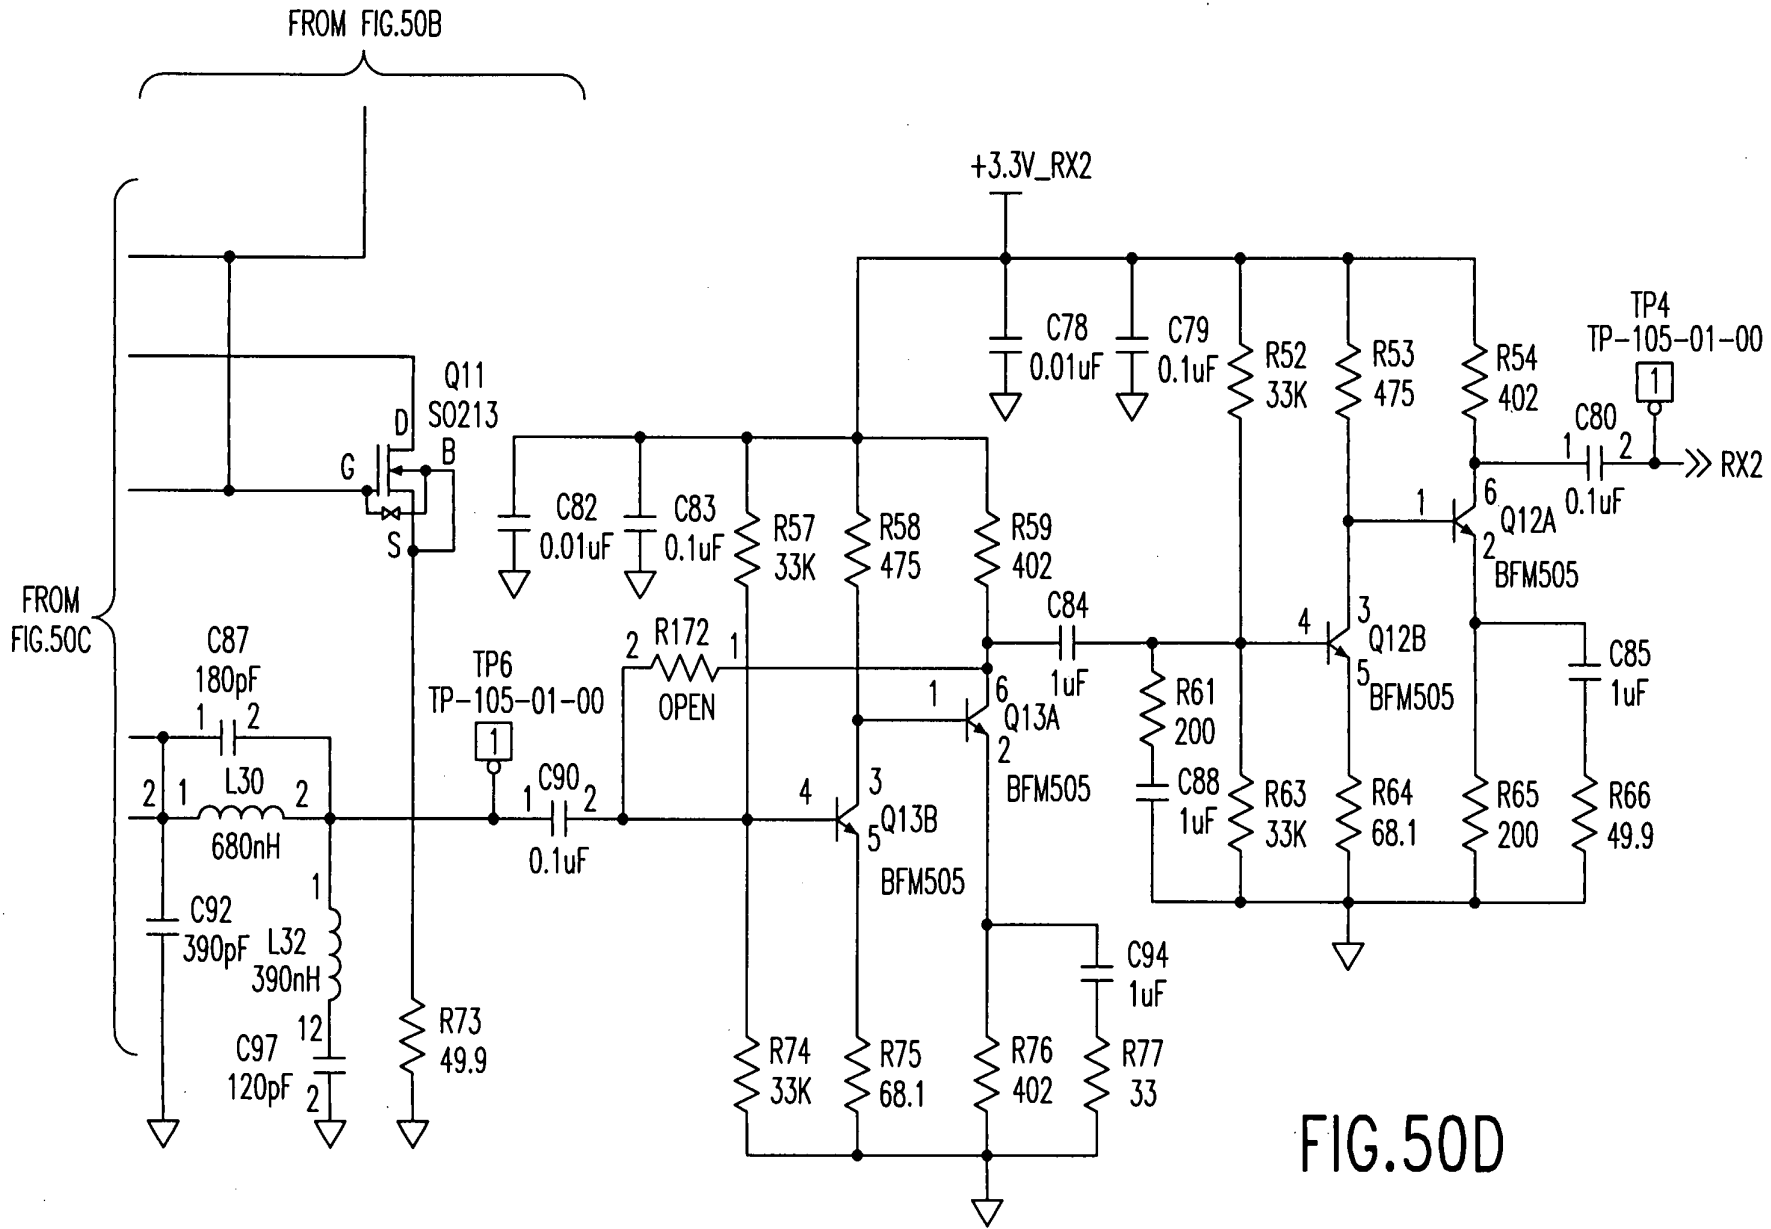 FROM FIG.50B
+3.3V_RX2
TP4
TP-105-01-00
1
C78
0.01uF
C79
0.1uF
R52
33K
R53
475
R54
402
C80
1 2
0.1uF
RX2
Q11
SO213
D
B
G
S
C82
0.01uF
C83
0.1uF
R57
33K
R58
475
R59
402
1
6
Q12A
2
BFM505
FROM
FIG.50C
C87
180pF
1 2
TP6
TP-105-01-00
1
2
R172
1
OPEN
C84
1uF
4
3
Q12B
5
BFM505
C85
1uF
R61
200
1
6
Q13A
2
BFM505
2
1
L30
2
680nH
C90
1 2
0.1uF
4
3
Q13B
5
BFM505
C88
1uF
R63
33K
R64
68.1
R65
200
R66
49.9
C92
390pF
1
L32
390nH
12
C97
120pF
2
R73
49.9
C94
1uF
R74
33K
R75
68.1
R76
402
R77
33
FIG.50D